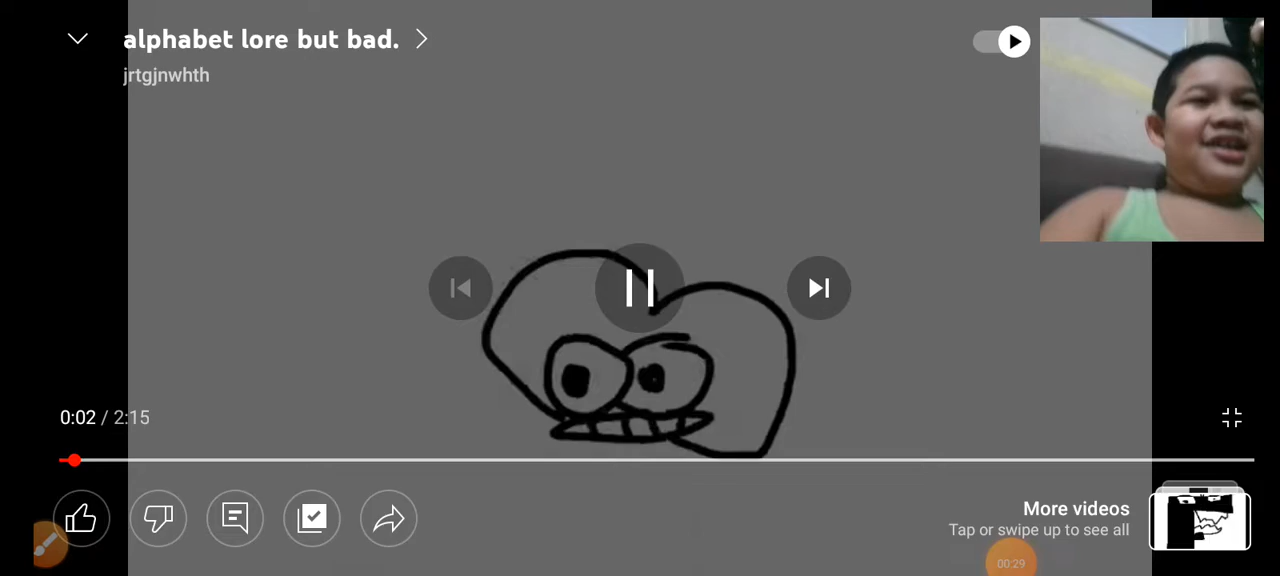 alphabet lore but bad.
jrtgjnwhth
0:02 / 2:15
More videos
Tap or swipe up to see all
00:29